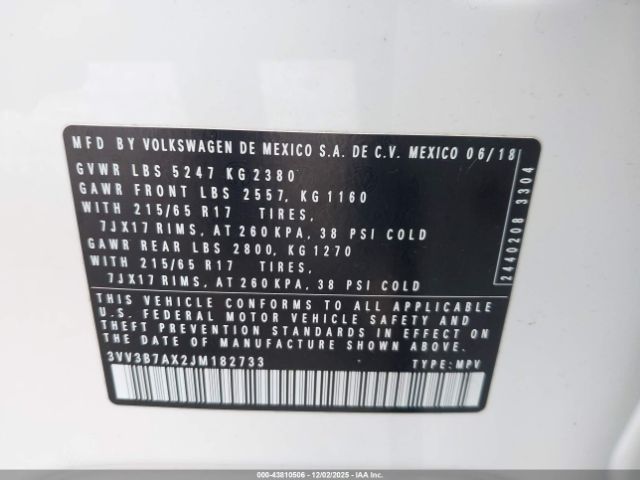 MFD BY VOLKSWAGEN DE MEXICO S.A. DE C.V. MEXICO 06/18
GVWR LBS 5247 KG 2380
GAWR FRONT LBS 2557, KG 1160
WITH 215/65 R17 TIRES,
7JX17 RIMS, AT 260KPA, 38 PSI COLD
GAWR REAR LBS 2800, KG 1270
WITH 215/65 R17 TIRES,
7JX17 RIMS, AT 260KPA, 38 PSI COLD
THIS VEHICLE CONFORMS TO ALL APPLICABLE
U.S. FEDERAL MOTOR VEHICLE SAFETY AND
THEFT PREVENTION STANDARDS IN EFFECT ON
THE DATE OF MANUFACTURE SHOWN ABOVE.
3VV3B7AX2JM182733 TYPE:MPV
2440208 3304
000-43810506 - 12/02/2025 - IAAI.COM